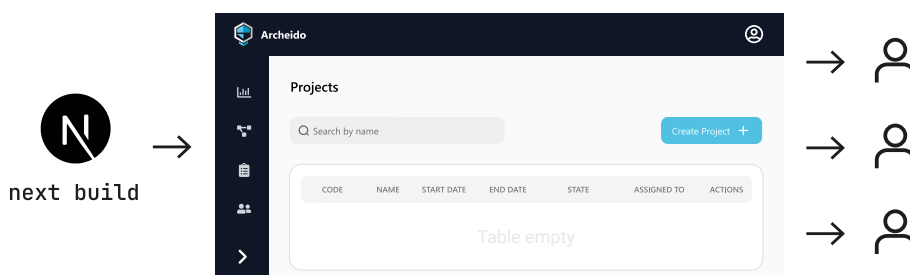 Archeido
Projects
Search by name
Create Project +
CODE NAME START DATE END DATE STATE ASSIGNED TO ACTIONS
Table empty
N
next build